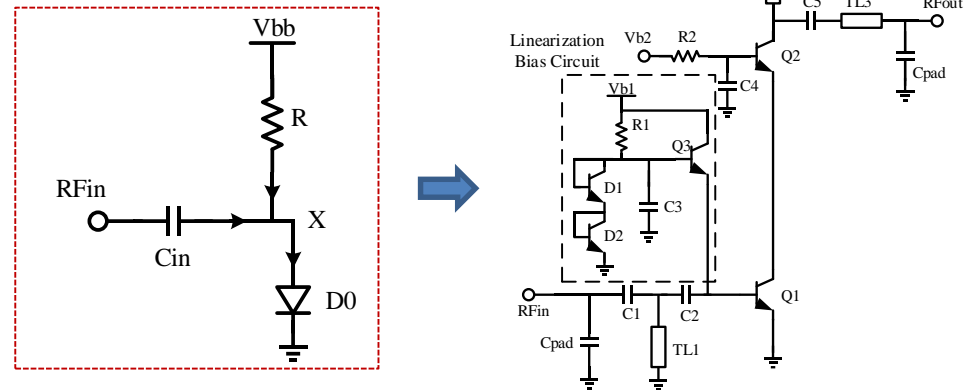 Vbb
R
RFin
X
Cin
D0
C5
TL3
RFout
Linearization
Bias Circuit
Vb2
R2
Q2
Cpad
C4
Vb1
R1
Q3
D1
C3
D2
Q1
RFin
C1
C2
Cpad
TL1